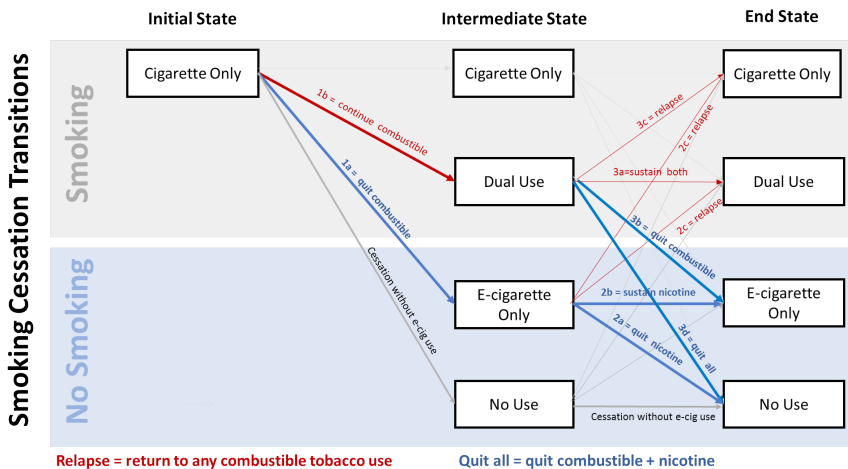 Initial State
Intermediate State
End State
Smoking Cessation Transitions
Smoking
No Smoking
Cigarette Only
Cigarette Only
Cigarette Only
1b = continue combustible
1a = quit combustible
Cessation without e-cig use
Dual Use
Dual Use
E-cigarette
Only
E-cigarette
Only
No Use
No Use
3c = relapse
2c = relapse
3a=sustain both
2c = relapse
3b = quit combustible
2b = sustain nicotine
2a = quit nicotine
3d = quit all
Cessation without e-cig use
Relapse = return to any combustible tobacco use
Quit all = quit combustible + nicotine